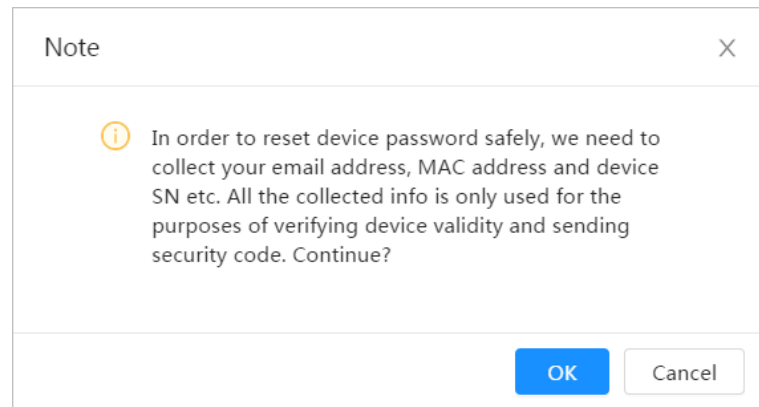 Note
In order to reset device password safely, we need to
collect your email address, MAC address and device
SN etc. All the collected info is only used for the
purposes of verifying device validity and sending
security code. Continue?
OK Cancel